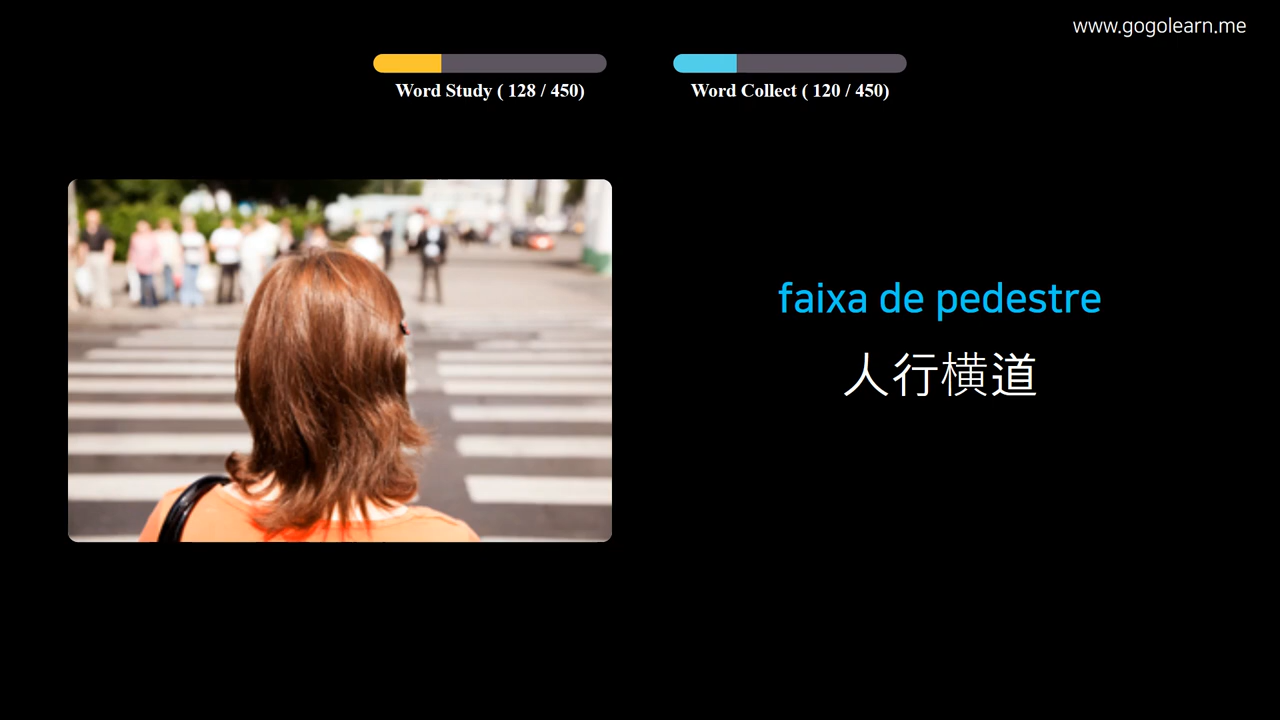 www.gogolearn.me
Word Study ( 128 / 450)
Word Collect ( 120 / 450)
faixa de pedestre
人行横道